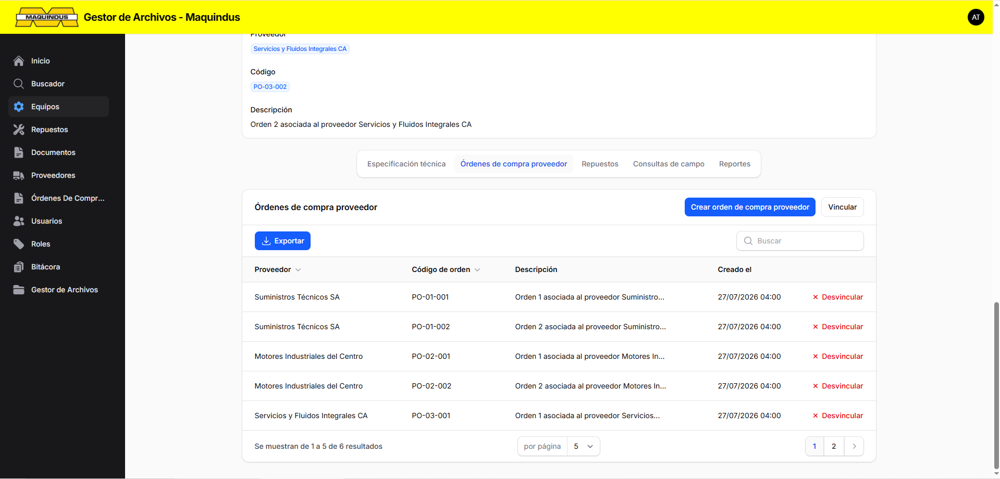 MAQUINDUS
Gestor de Archivos - Maquindus
AT
Inicio
Buscador
Equipos
Repuestos
Documentos
Proveedores
Órdenes De Compr...
Usuarios
Roles
Bitácora
Gestor de Archivos
Proveedor
Servicios y Fluidos Integrales CA
Código
PO-03-002
Descripción
Orden 2 asociada al proveedor Servicios y Fluidos Integrales CA
Especificación técnica Órdenes de compra proveedor Repuestos Consultas de campo Reportes
Órdenes de compra proveedor
Crear orden de compra proveedor
Vincular
Exportar
Buscar
Proveedor Código de orden Descripción Creado el
Suministros Técnicos SA PO-01-001 Orden 1 asociada al proveedor Suministro... 27/07/2026 04:00 Desvincular
Suministros Técnicos SA PO-01-002 Orden 2 asociada al proveedor Suministro... 27/07/2026 04:00 Desvincular
Motores Industriales del Centro PO-02-001 Orden 1 asociada al proveedor Motores In... 27/07/2026 04:00 Desvincular
Motores Industriales del Centro PO-02-002 Orden 2 asociada al proveedor Motores In... 27/07/2026 04:00 Desvincular
Servicios y Fluidos Integrales CA PO-03-001 Orden 1 asociada al proveedor Servicios... 27/07/2026 04:00 Desvincular
Se muestran de 1 a 5 de 6 resultados
por página 5
1 2